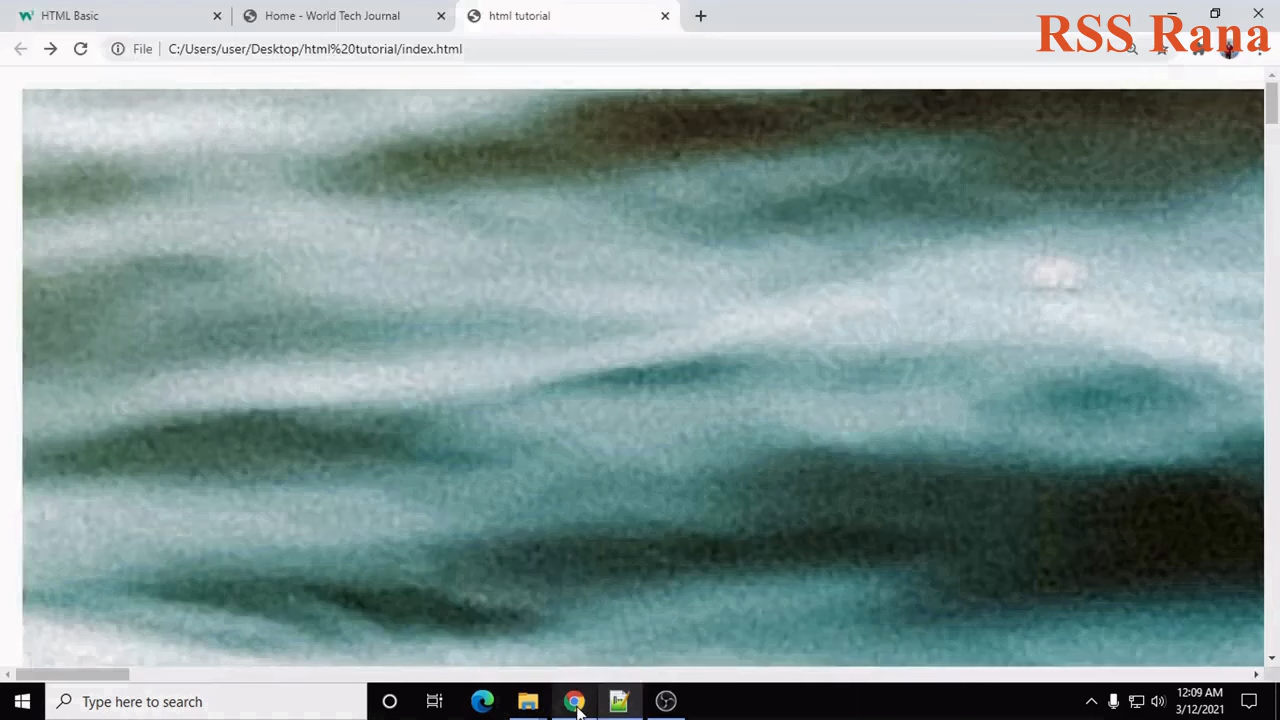 HTML Basic
Home - World Tech Journal
html tutorial
RSS Rana
File
C:/Users/user/Desktop/html%20tutorial/index.html
Type here to search
12:09 AM
3/12/2021